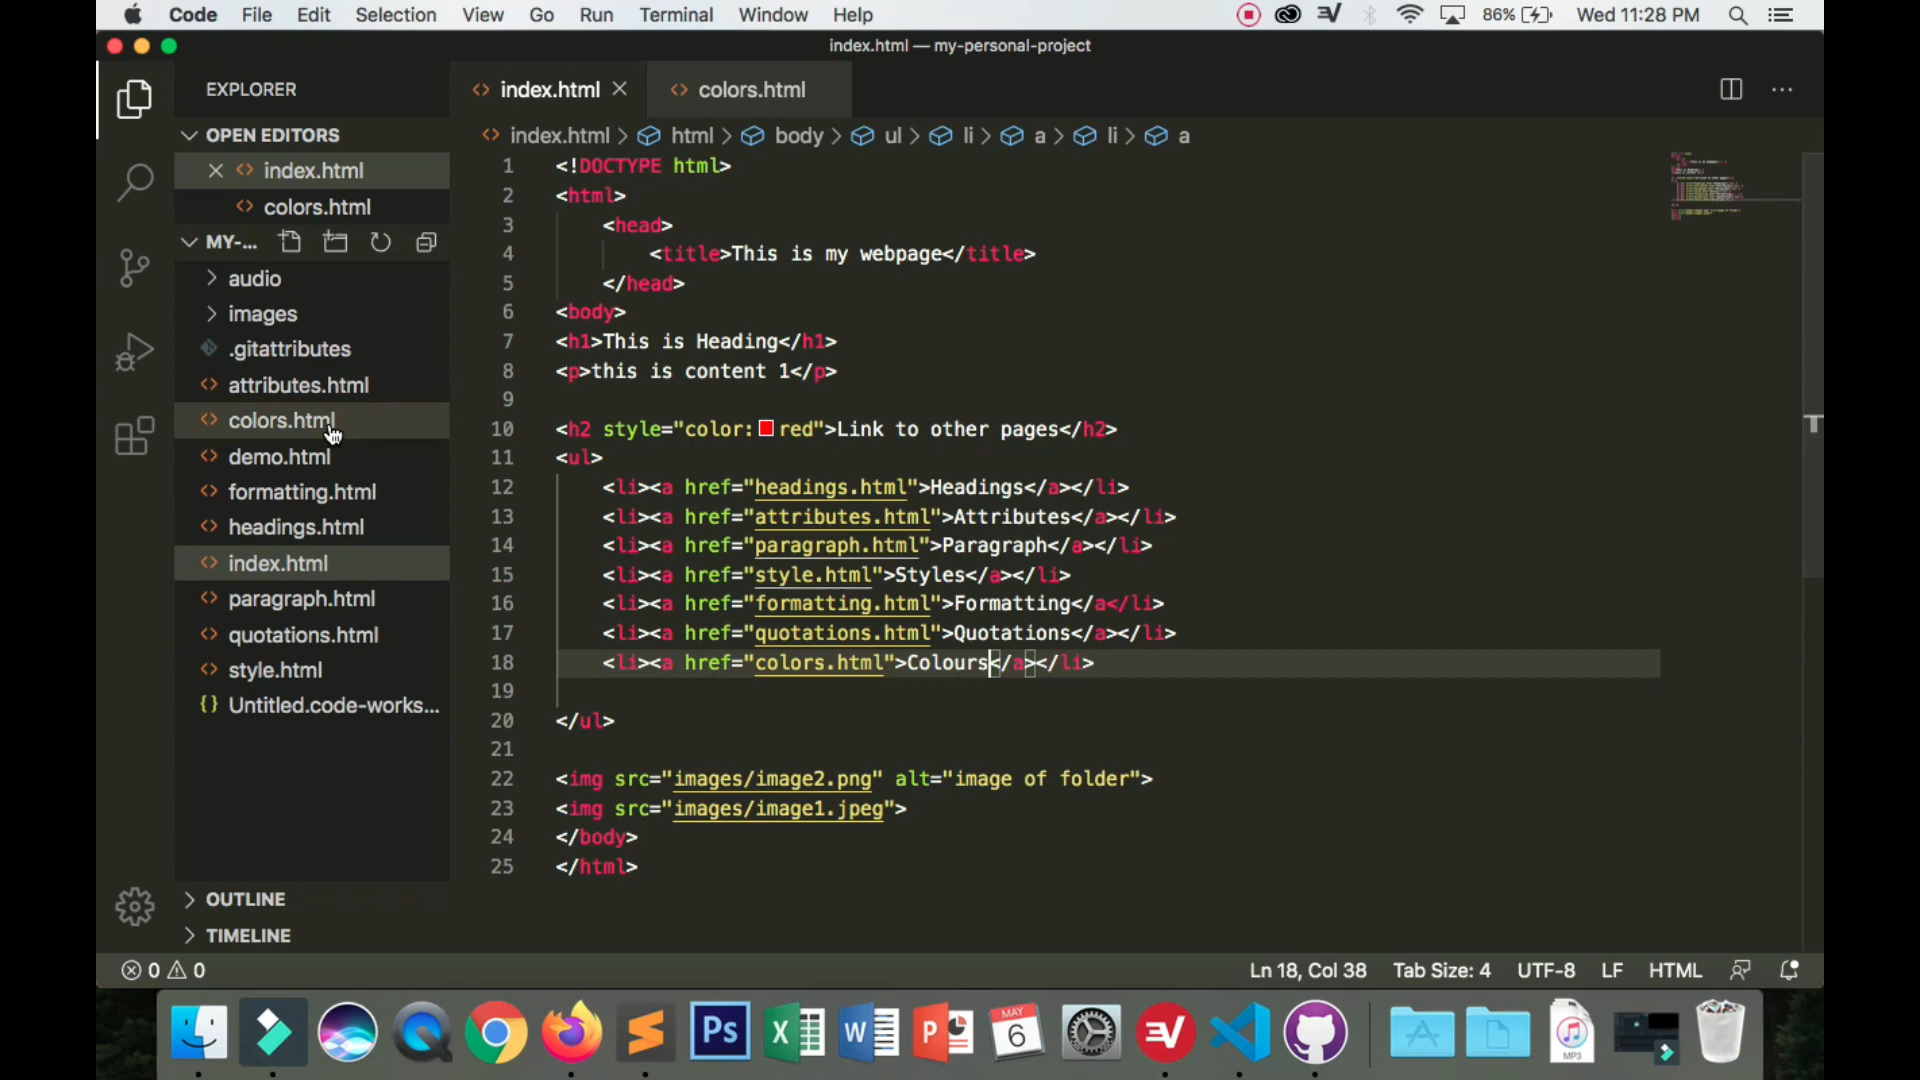 Code File Edit Selection View Go Run Terminal Window Help 86% Wed 11:28 PM
index.html — my-personal-project
EXPLORER
OPEN EDITORS
index.html
colors.html
MY-...
audio
images
.gitattributes
attributes.html
colors.html
demo.html
formatting.html
headings.html
index.html
paragraph.html
quotations.html
style.html
{} Untitled.code-works...
OUTLINE
TIMELINE
index.html colors.html
index.html > html > body > ul > li > a > li > a
1 <!DOCTYPE html>
2 <html>
3 <head>
4 <title>This is my webpage</title>
5 </head>
6 <body>
7 <h1>This is Heading</h1>
8 <p>this is content 1</p>
9
10 <h2 style="color:red">Link to other pages</h2>
11 <ul>
12 <li><a href="headings.html">Headings</a></li>
13 <li><a href="attributes.html">Attributes</a></li>
14 <li><a href="paragraph.html">Paragraph</a></li>
15 <li><a href="style.html">Styles</a></li>
16 <li><a href="formatting.html">Formatting</a</li>
17 <li><a href="quotations.html">Quotations</a></li>
18 <li><a href="colors.html">Colours</a></li>
19
20 </ul>
21
22 <img src="images/image2.png" alt="image of folder">
23 <img src="images/image1.jpeg">
24 </body>
25 </html>
0 0 Ln 18, Col 38 Tab Size: 4 UTF-8 LF HTML
Ps X W P MAY 6 MP3